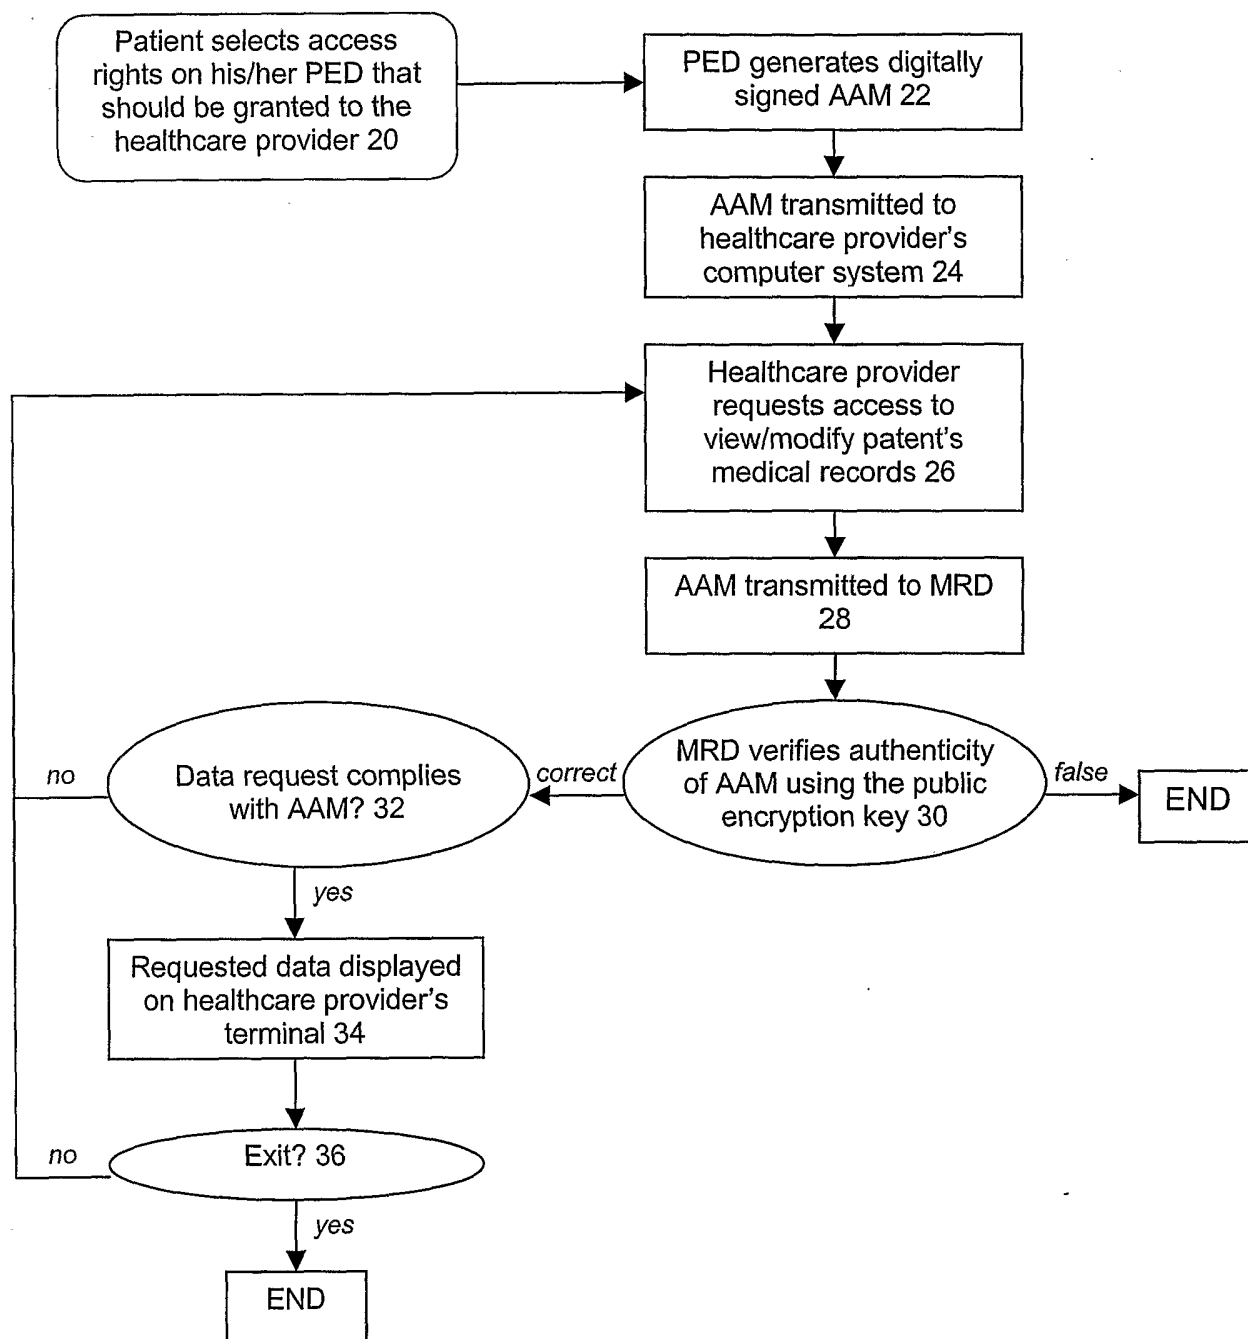 Patient selects access
rights on his/her PED that
should be granted to the
healthcare provider 20
PED generates digitally
signed AAM 22
AAM transmitted to
healthcare provider's
computer system 24
Healthcare provider
requests access to
view/modify patent's
medical records 26
AAM transmitted to MRD
28
MRD verifies authenticity
of AAM using the public
encryption key 30
false
END
correct
Data request complies
with AAM? 32
no
yes
Requested data displayed
on healthcare provider's
terminal 34
Exit? 36
no
yes
END